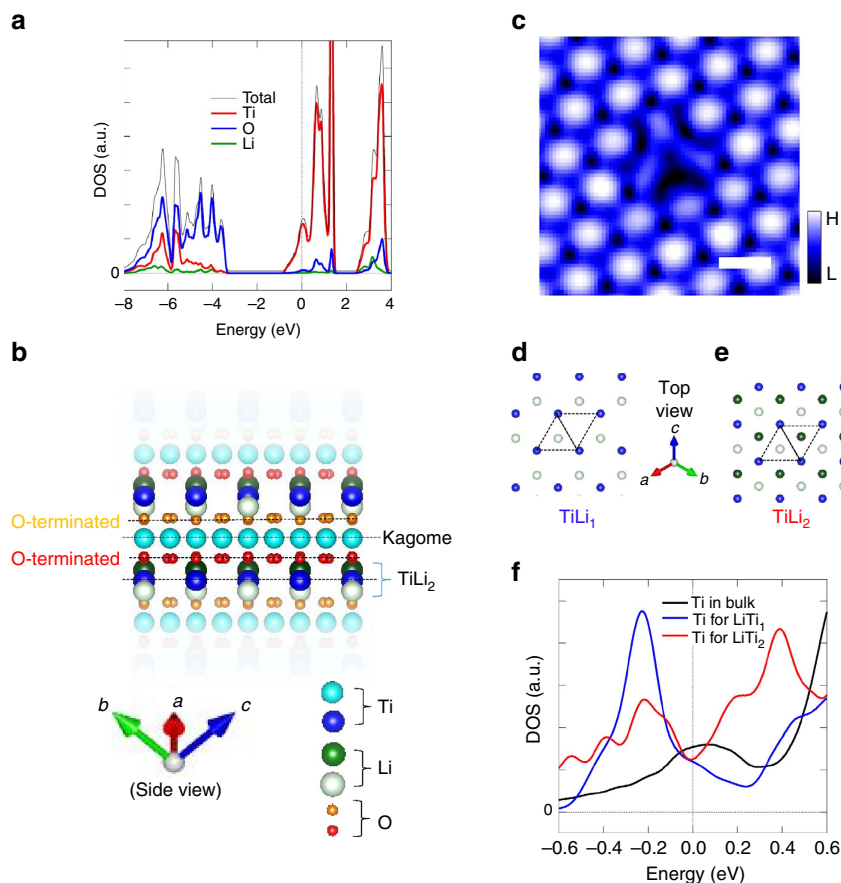 a
Total
Ti
O
Li
DOS (a.u.)
0
−8 −6 −4 −2 0 2 4
Energy (eV)
b
O-terminated
O-terminated
Kagome
TiLi2
b a c
(Side view)
Ti
Li
O
c
H
L
d
TiLi1
Top
view
c
a b
e
TiLi2
f
Ti in bulk
Ti for LiTi1
Ti for LiTi2
DOS (a.u.)
0
−0.6 −0.4 −0.2 0.0 0.2 0.4 0.6
Energy (eV)